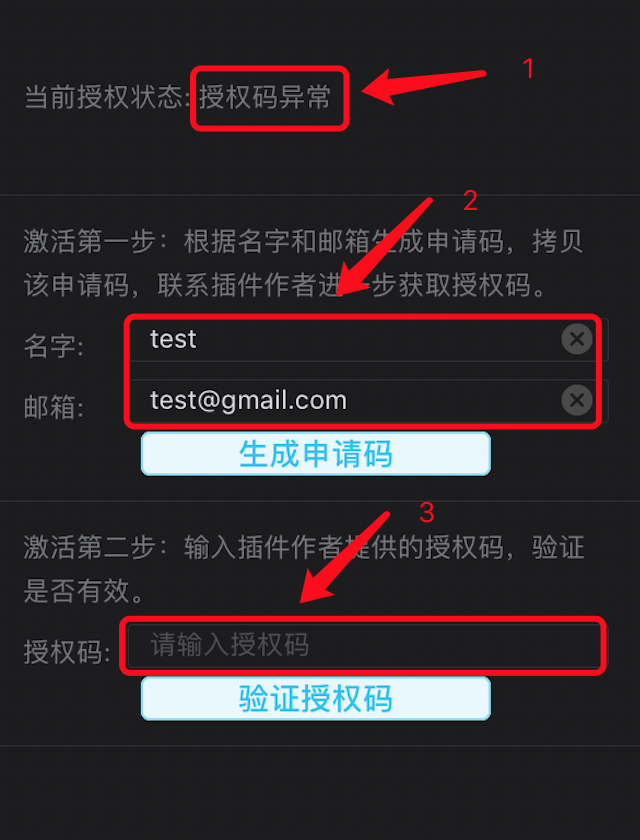 1
当前授权状态: 授权码异常
2
激活第一步：根据名字和邮箱生成申请码，拷贝
该申请码，联系插件作者进一步获取授权码。
名字: test
邮箱: test@gmail.com
生成申请码
3
激活第二步：输入插件作者提供的授权码，验证
是否有效。
授权码: 请输入授权码
验证授权码